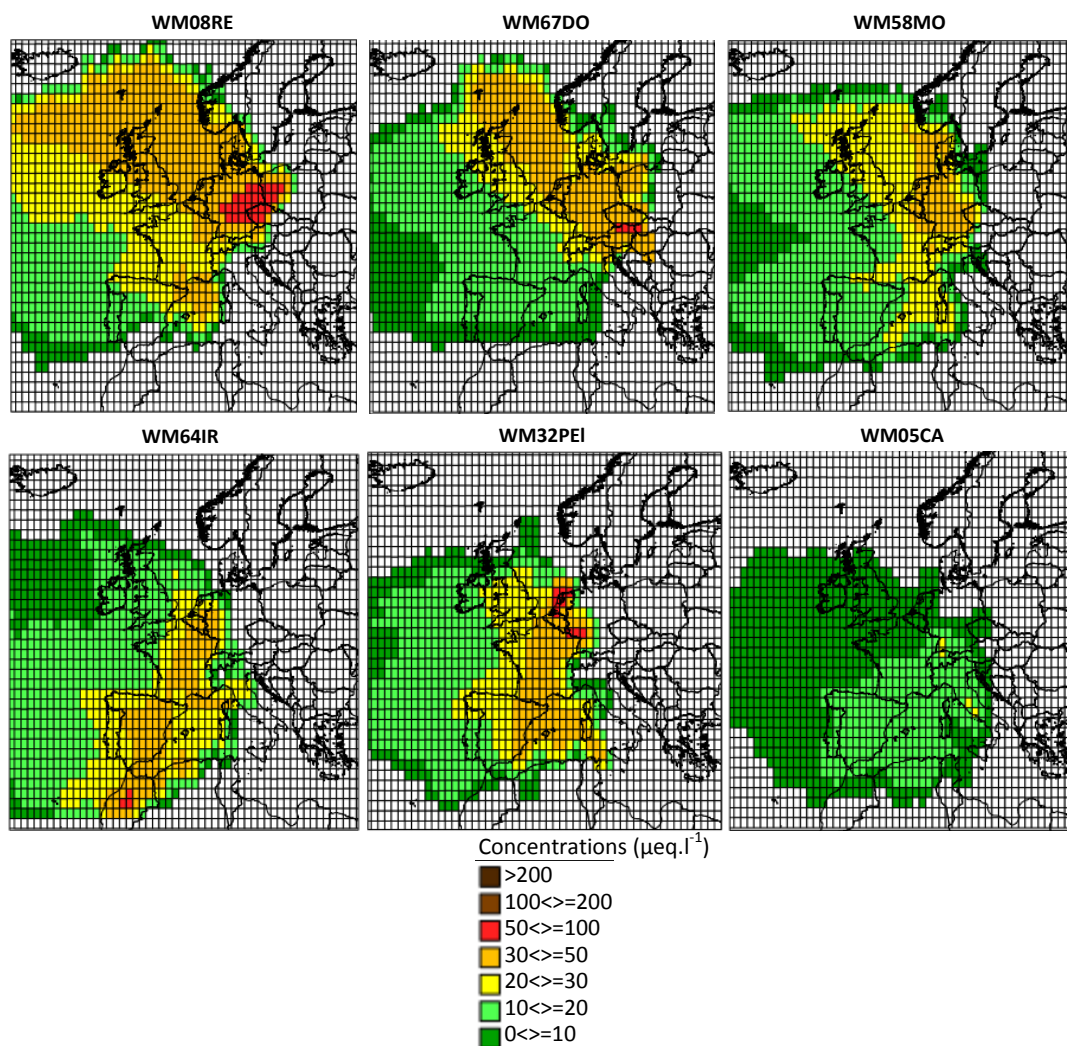 WM08RE
WM67DO
WM58MO
WM64IR
WM32PEl
WM05CA
Concentrations (µeq.l⁻¹)
>200
100<>=200
50<>=100
30<>=50
20<>=30
10<>=20
0<>=10